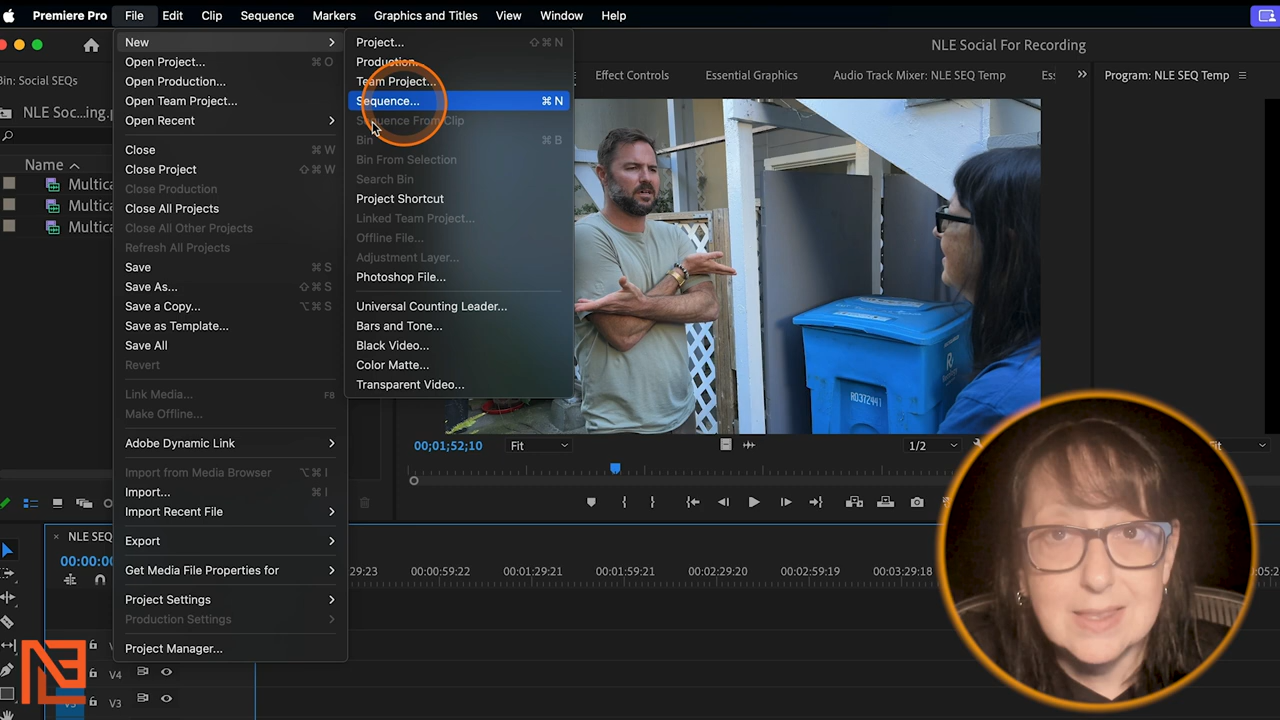 Premiere Pro File Edit Clip Sequence Markers Graphics and Titles View Window Help
New
Open Project... ⌘ O
Open Production...
Open Team Project...
Open Recent
Close ⌘ W
Close Project ⇧ ⌘ W
Close Production
Close All Projects
Close All Other Projects
Refresh All Projects
Save ⌘ S
Save As... ⇧ ⌘ S
Save a Copy... ⌥ ⌘ S
Save as Template...
Save All
Revert
Link Media... F8
Make Offline...
Adobe Dynamic Link
Import from Media Browser ⌥ ⌘ I
Import... ⌘ I
Import Recent File
Export
Get Media File Properties for
Project Settings
Production Settings
Project Manager...
Project... ⇧ ⌘ N
Production...
Team Project...
Sequence... ⌘ N
Sequence From Clip
Bin ⌘ B
Bin From Selection
Search Bin
Project Shortcut
Linked Team Project...
Offline File...
Adjustment Layer...
Photoshop File...
Universal Counting Leader...
Bars and Tone...
Black Video...
Color Matte...
Transparent Video...
NLE Social For Recording
Bin: Social SEQs
NLE Soc...ing.p
Name
Multica
Multica
Multica
Effect Controls Essential Graphics Audio Track Mixer: NLE SEQ Temp Es
Program: NLE SEQ Temp
R0372441
00;01;52;10 Fit 1/2
NLE SEQ
00:00:0
29:23 00:00:59:22 00:01:29:21 00:01:59:21 00:02:29:20 00:02:59:19 00:03:29:18
V4
V3